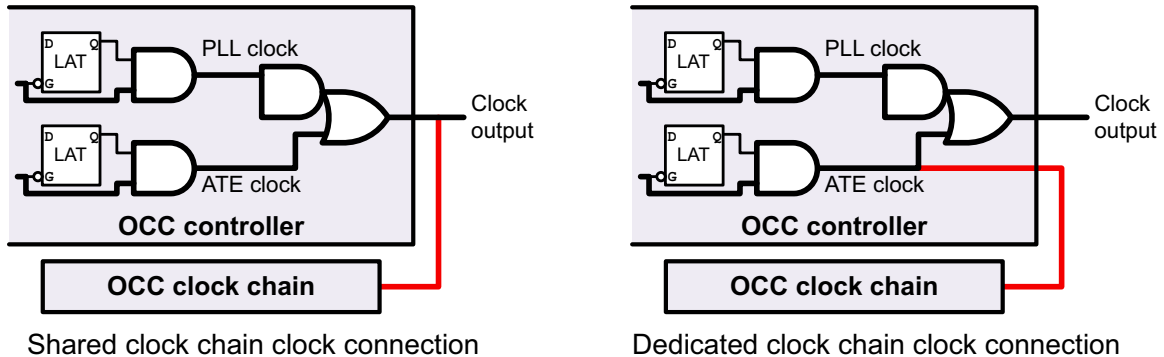 D Q
LAT
G
PLL clock
D Q
LAT
G
ATE clock
Clock
output
OCC controller
OCC clock chain
Shared clock chain clock connection
D Q
LAT
G
PLL clock
D Q
LAT
G
ATE clock
Clock
output
OCC controller
OCC clock chain
Dedicated clock chain clock connection